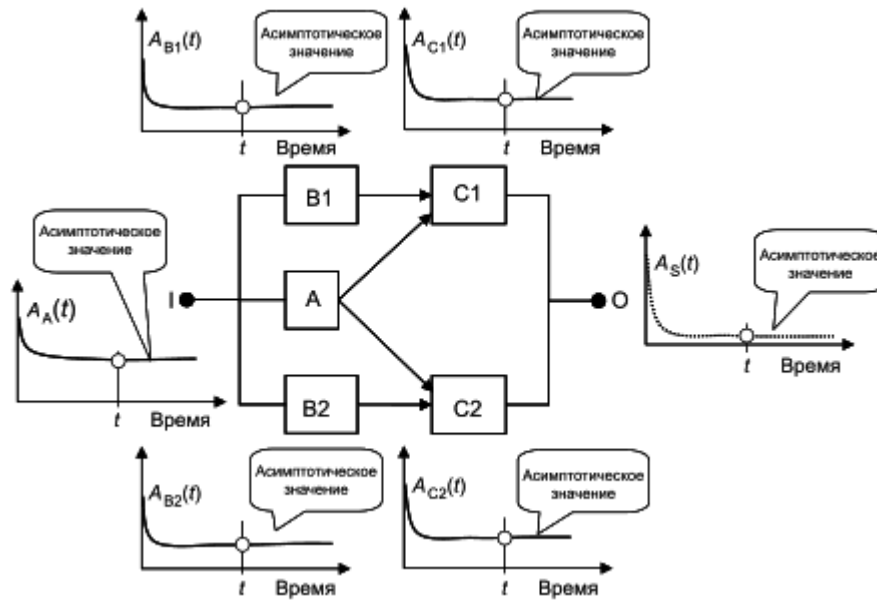 A_B1(t)
Асимптотическое
значение
t
Время
A_C1(t)
Асимптотическое
значение
t
Время
B1
C1
Асимптотическое
значение
A_A(t)
t
Время
I
A
O
A_S(t)
Асимптотическое
значение
t
Время
B2
C2
A_B2(t)
Асимптотическое
значение
t
Время
A_C2(t)
Асимптотическое
значение
t
Время